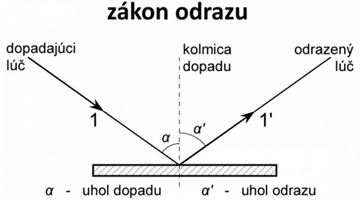 zákon odrazu
dopadajúci
lúč
kolmica
dopadu
odrazený
lúč
1
α
α'
1'
α - uhol dopadu
α' - uhol odrazu